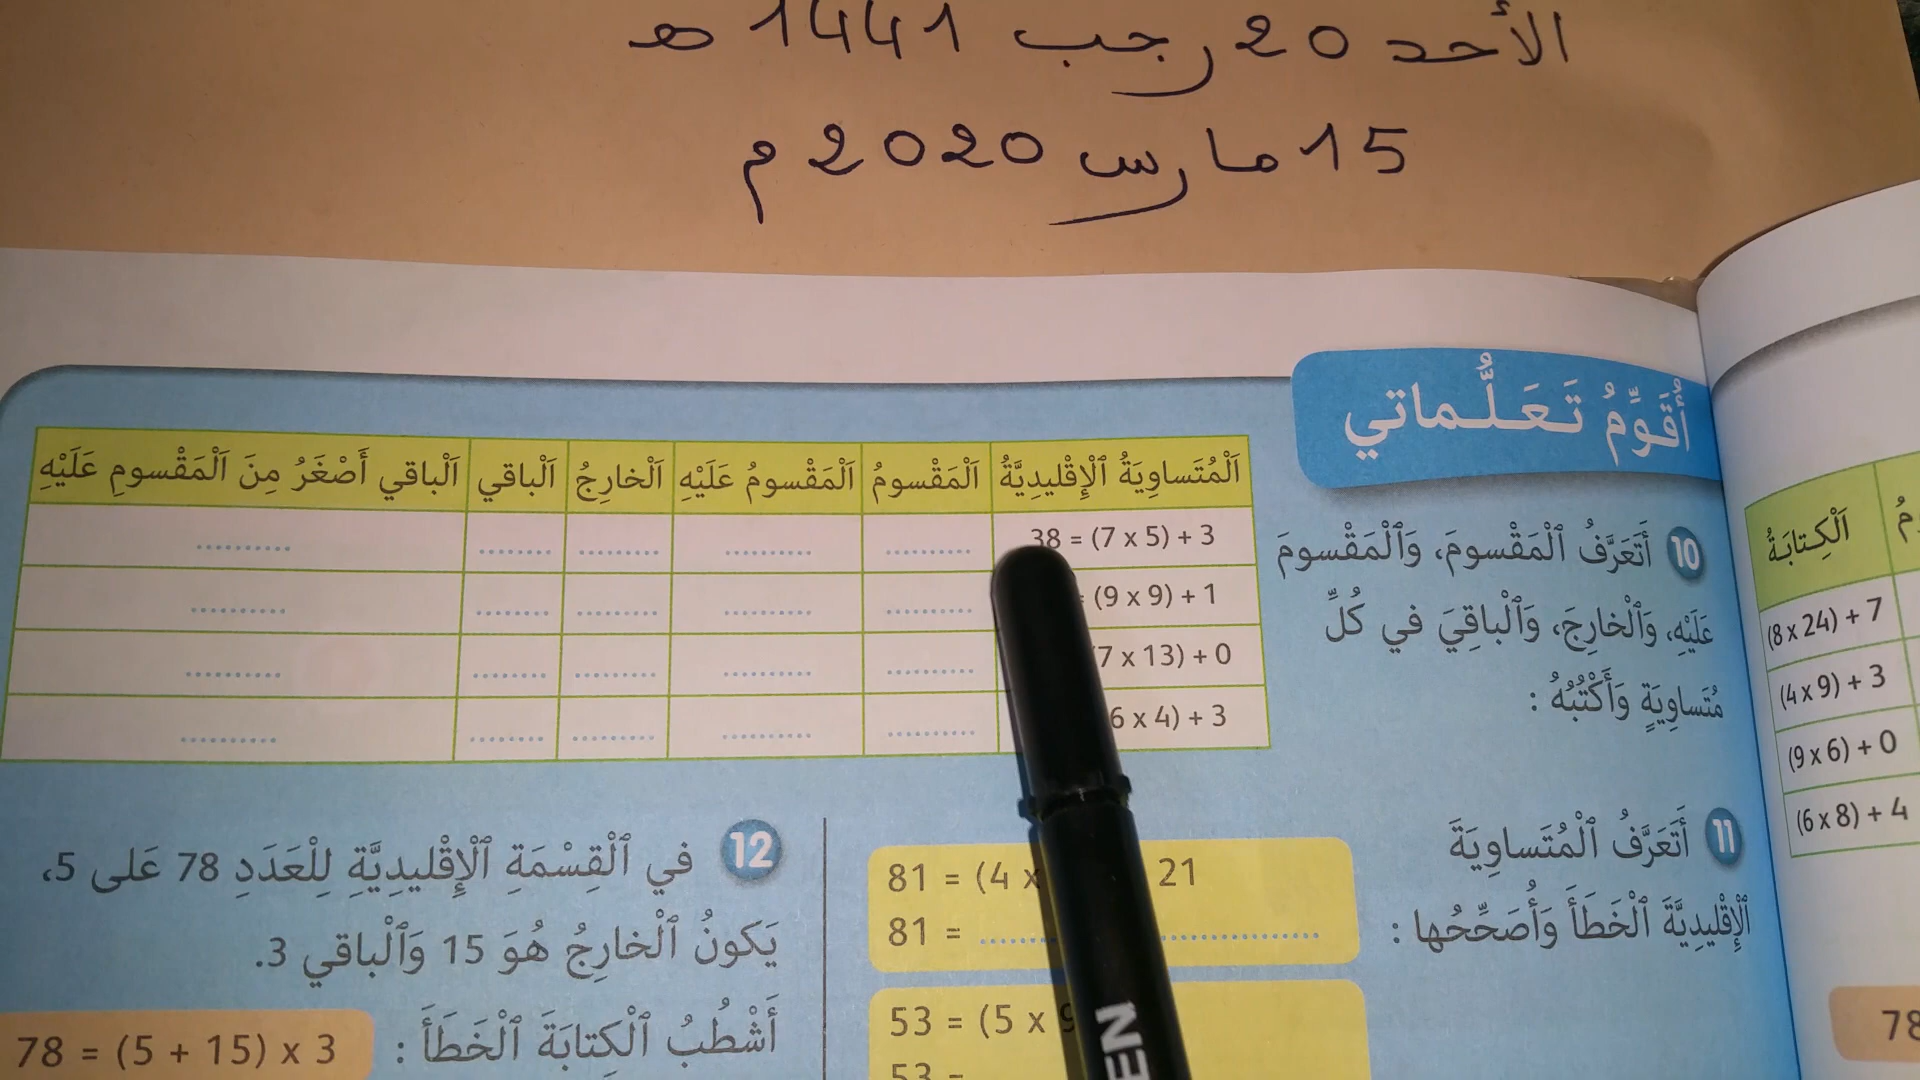 الأحد 20 رجب 1441 هـ
15 مارس 2020 م
أُقَوِّمُ تَعَلُّماتي
10 أَتَعَرَّفُ ٱلْمَقْسومَ، وَٱلْمَقْسومَ
عَلَيْهِ، وَٱلْخارِجَ، وَٱلْباقِيَ في كُلِّ
مُتَساوِيَةٍ وَأَكْتُبُهُ :
اَلْمُتَساوِيَةُ ٱلْإِقْليدِيَّةُ اَلْمَقْسومُ اَلْمَقْسومُ عَلَيْهِ اَلْخارِجُ اَلْباقي اَلْباقي أَصْغَرُ مِنَ ٱلْمَقْسومِ عَلَيْهِ
38 = (7 x 5) + 3 .......... .......... .......... .......... ..........
= (9 x 9) + 1 .......... .......... .......... .......... ..........
7 x 13) + 0 .......... .......... .......... .......... ..........
6 x 4) + 3 .......... .......... .......... .......... ..........
11 أَتَعَرَّفُ ٱلْمُتَساوِيَةَ
ٱلْإِقْليدِيَّةَ ٱلْخَطَأَ وَأُصَحِّحُها :
81 = (4 x 21
81 = ....................
53 = (5 x 9
53 =
12 في ٱلْقِسْمَةِ ٱلْإِقْليدِيَّةِ لِلْعَدَدِ 78 عَلى 5،
يَكونُ ٱلْخارِجُ هُوَ 15 وَٱلْباقي 3.
أَشْطُبُ ٱلْكِتابَةَ ٱلْخَطَأَ :
78 = (5 + 15) x 3
اَلْكِتابَةُ
(8 x 24) + 7
(4 x 9) + 3
(9 x 6) + 0
(6 x 8) + 4
78
EN